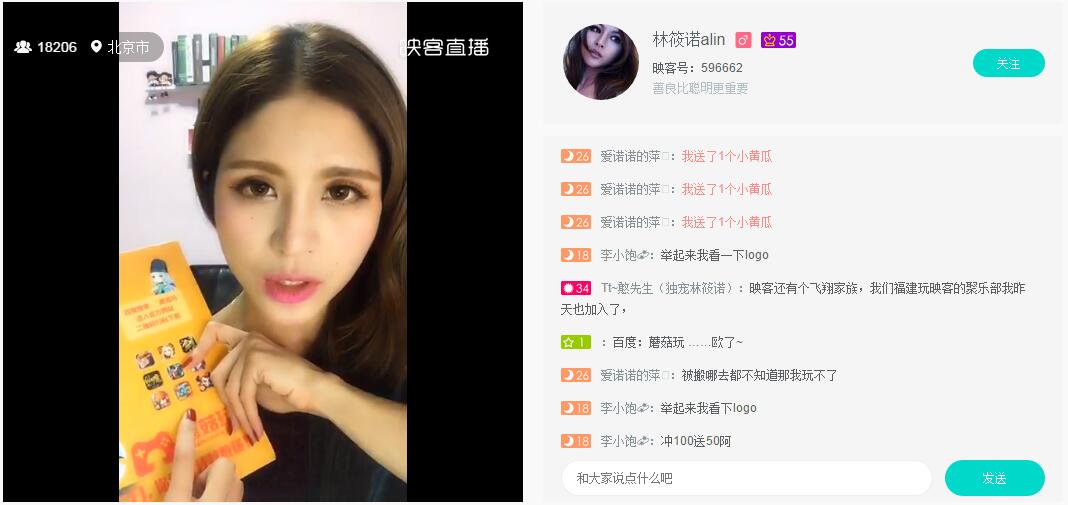 18206
北京市
映客直播
林筱诺alin
55
映客号：596662
善良比聪明更重要
关注
26 爱诺诺的萍：我送了1个小黄瓜
26 爱诺诺的萍：我送了1个小黄瓜
26 爱诺诺的萍：我送了1个小黄瓜
18 李小饱：举起来我看一下logo
34 Tt~憨先生（独宠林筱诺）：映客还有个飞翔家族，我们福建玩映客的娱乐部我昨
天也加入了，
1 ：百度：蘑菇玩 ……欧了~
26 爱诺诺的萍：被搬哪去都不知道那我玩不了
18 李小饱：举起来我看下logo
18 李小饱：冲100送50阿
和大家说点什么吧
发送